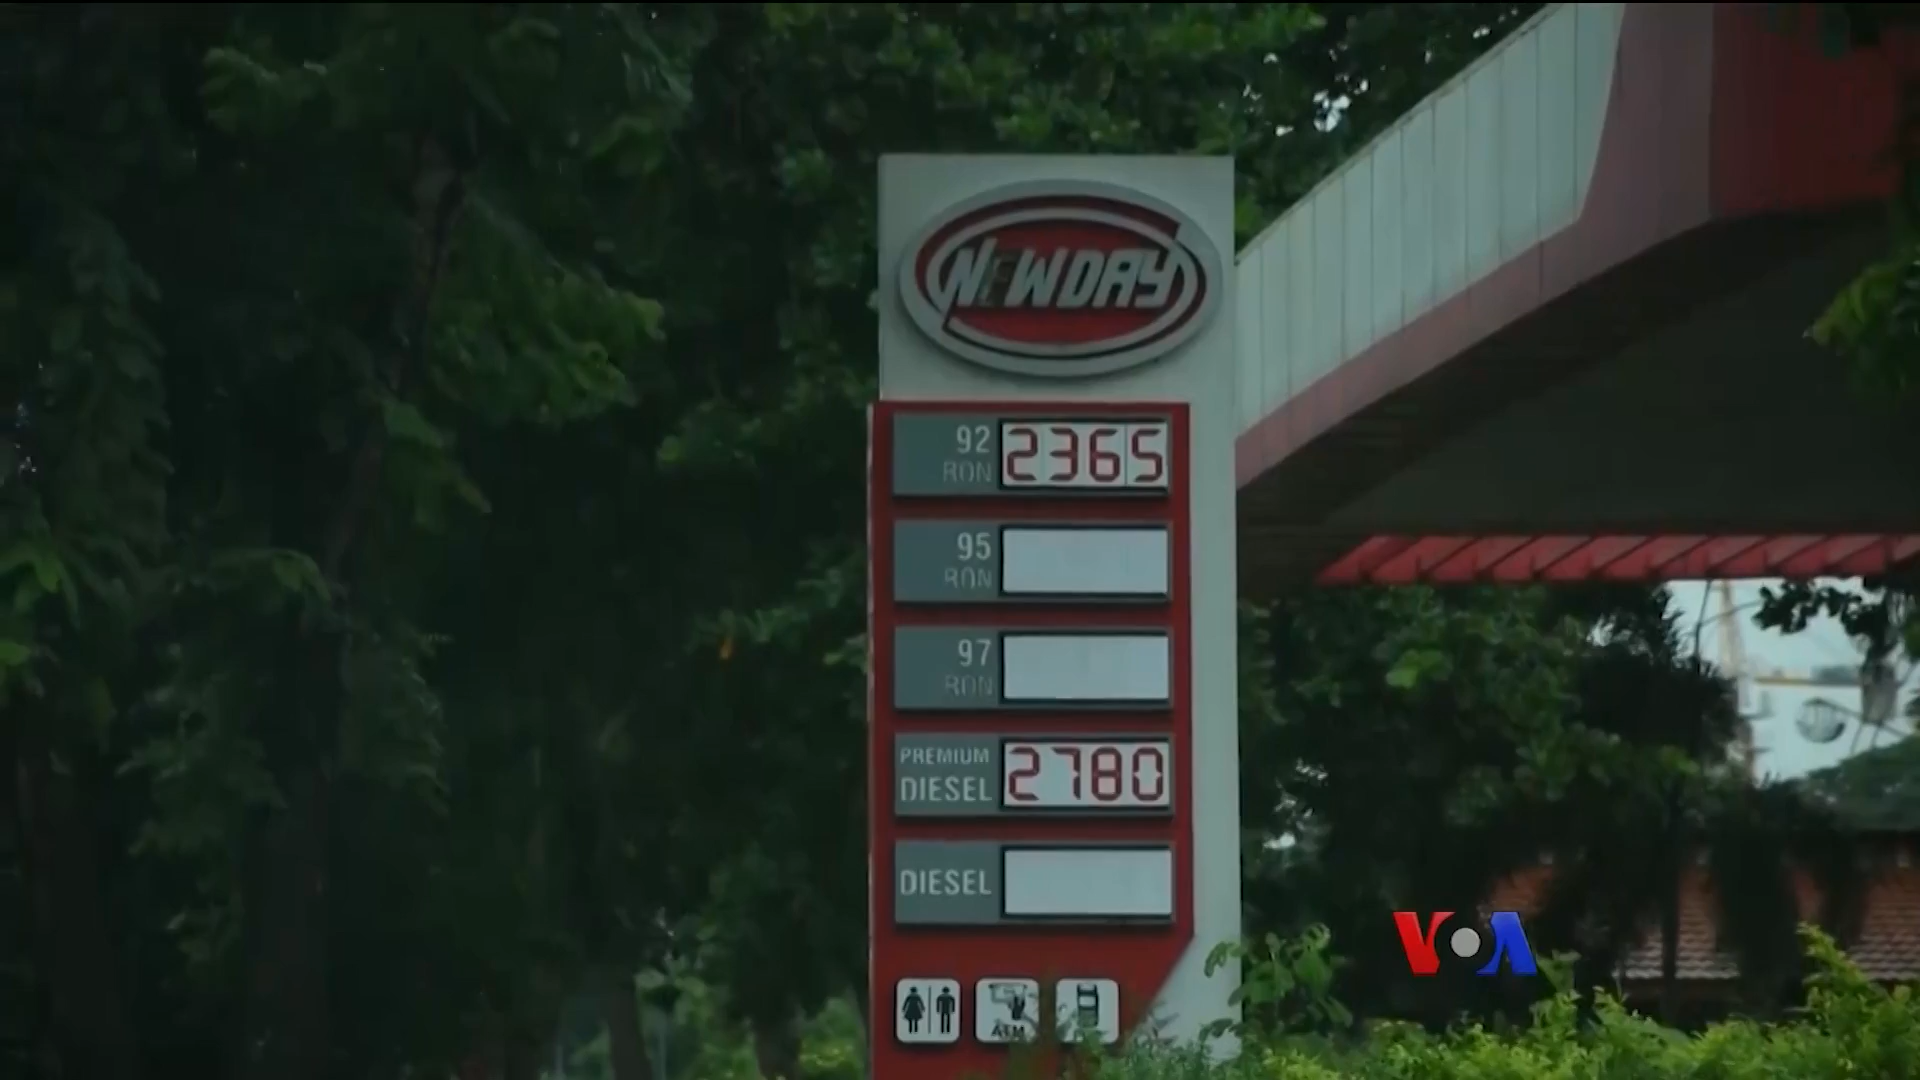 NEWDAY
92 2365
RON
95
RON
97
RON
PREMIUM 2780
DIESEL
DIESEL
ATM
VOA